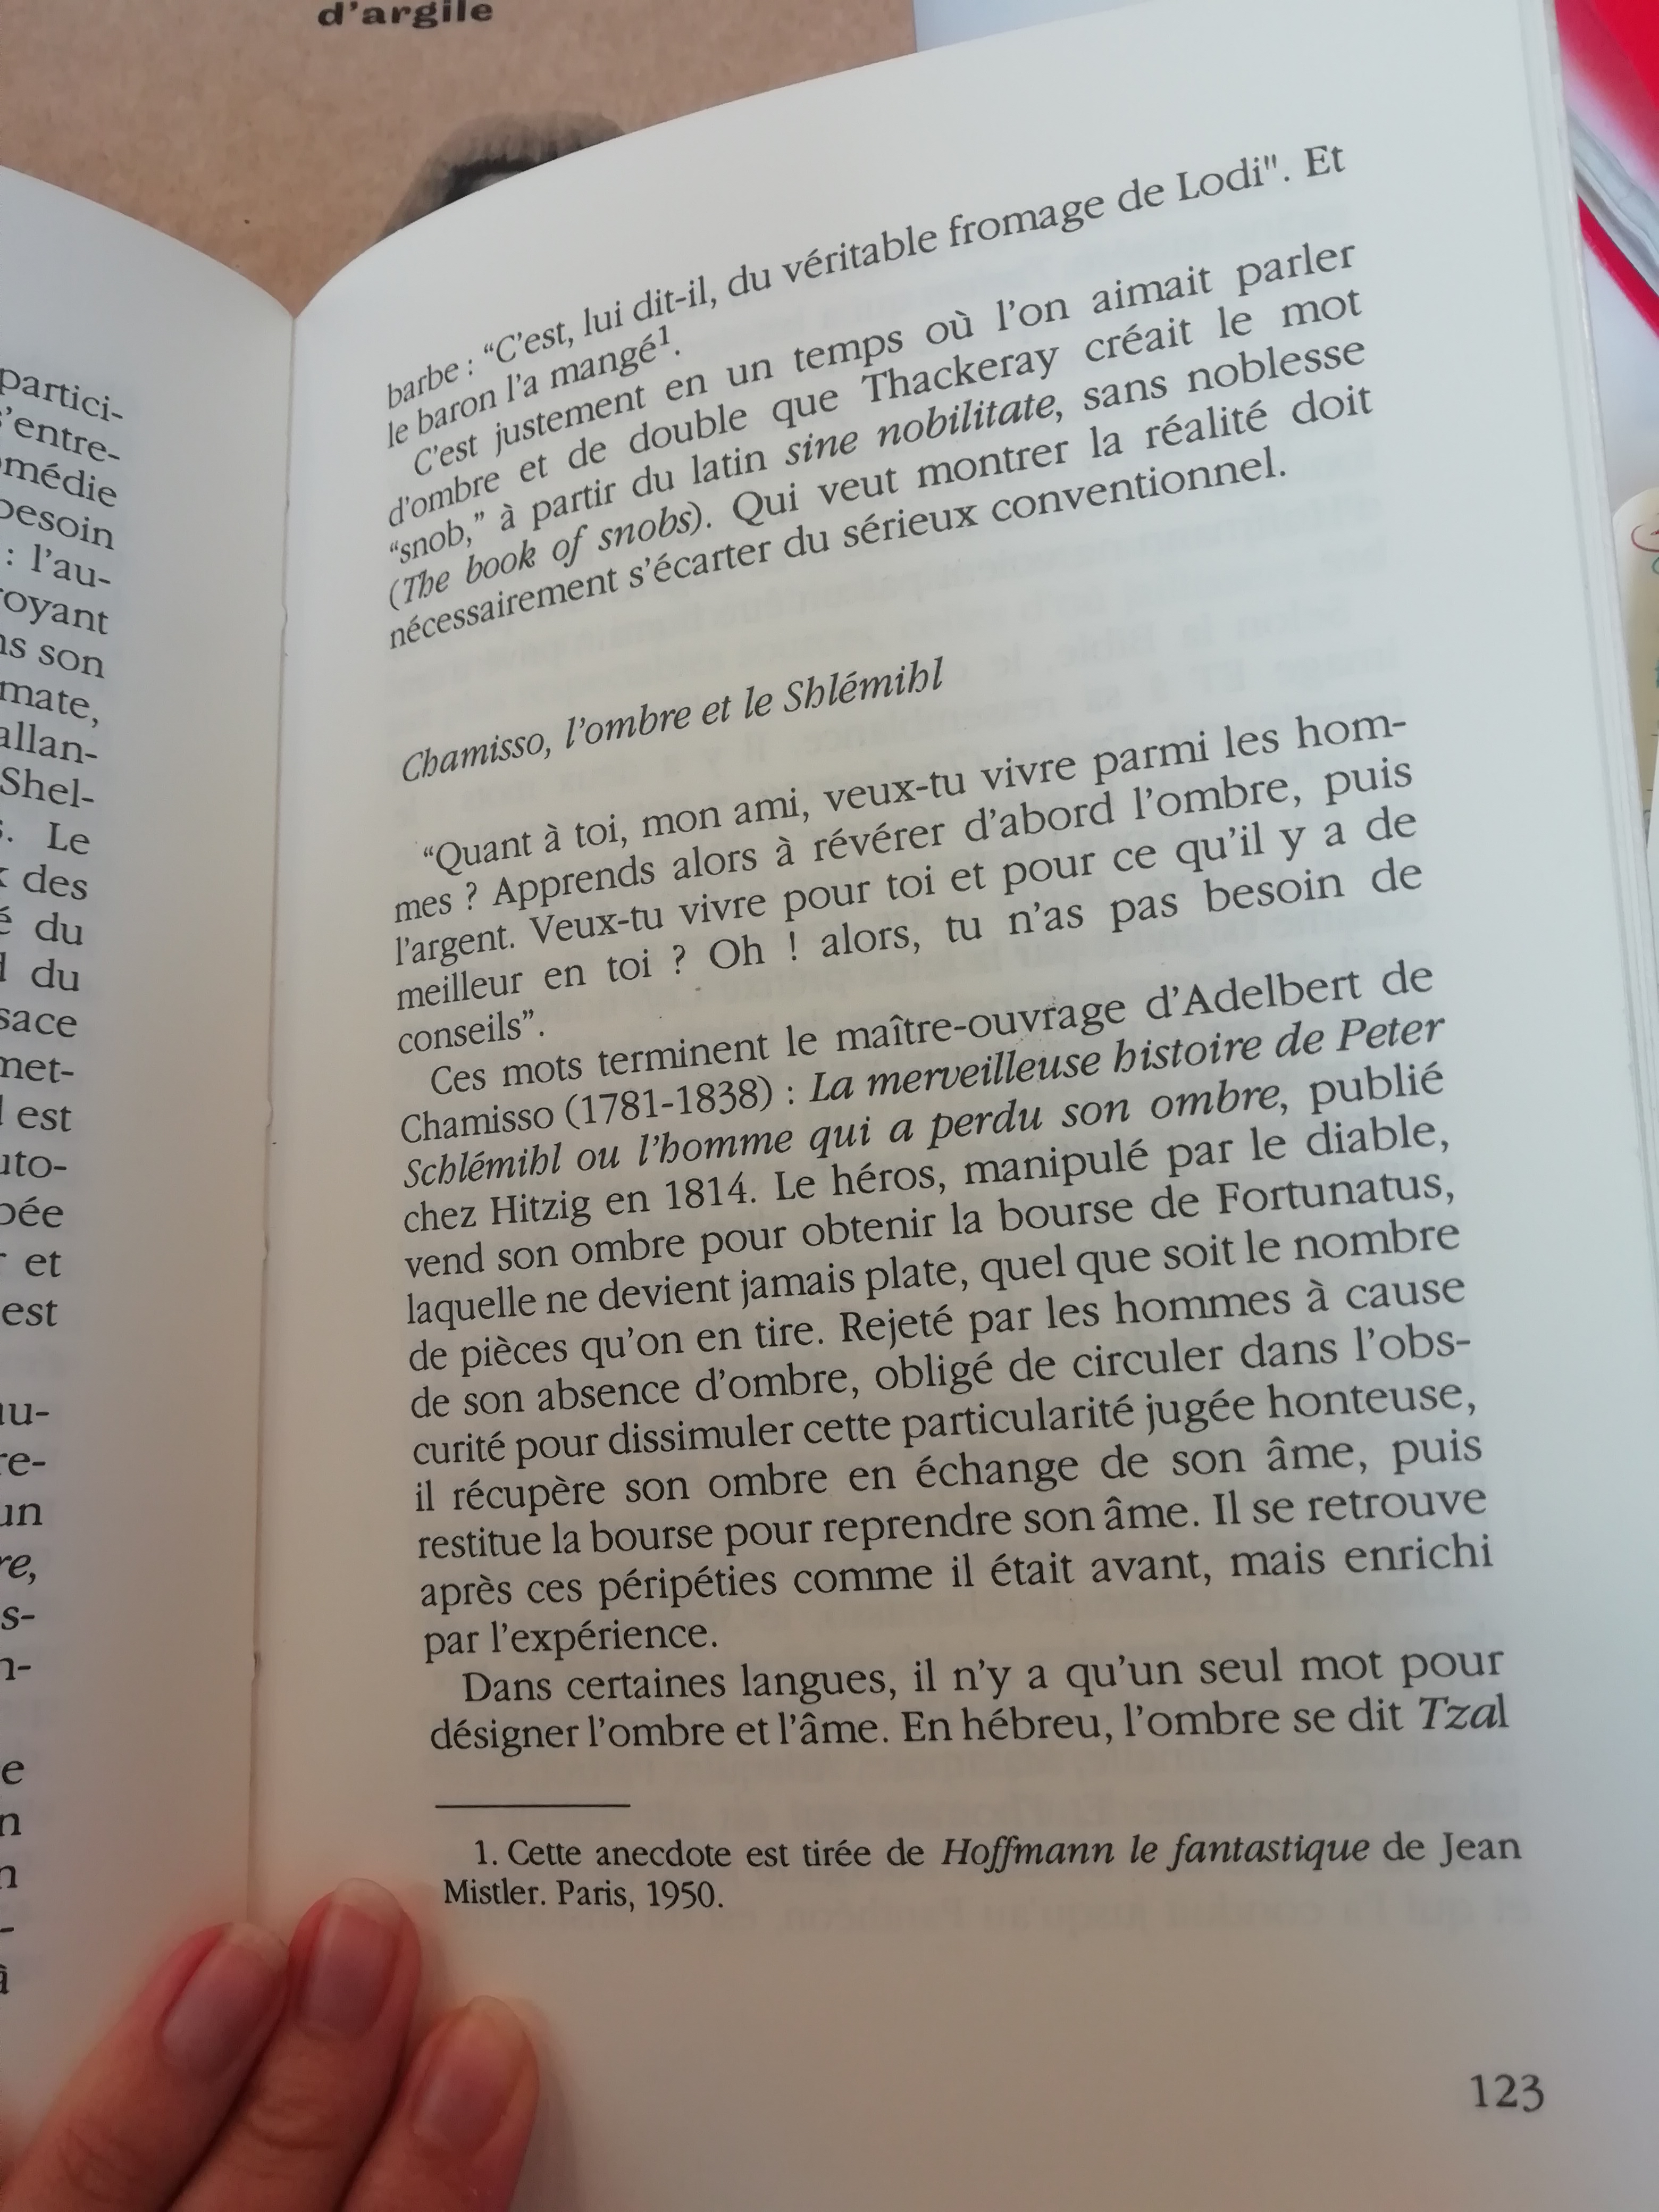 d'argile
partici-
s'entre-
médie
besoin
: l'au-
royant
ns son
mate,
allan-
Shel-
s. Le
x des
é du
d du
sace
met-
l est
uto-
pée
r et
est
au-
re-
un
re,
s-
n-
e
n
n
-
à
barbe : “C'est, lui dit-il, du véritable fromage de Lodi". Et
le baron l'a mangé¹.
C'est justement en un temps où l'on aimait parler
d'ombre et de double que Thackeray créait le mot
“snob,” à partir du latin sine nobilitate, sans noblesse
(The book of snobs). Qui veut montrer la réalité doit
nécessairement s'écarter du sérieux conventionnel.
Chamisso, l'ombre et le Shlémihl
“Quant à toi, mon ami, veux-tu vivre parmi les hom-
mes ? Apprends alors à révérer d'abord l'ombre, puis
l'argent. Veux-tu vivre pour toi et pour ce qu'il y a de
meilleur en toi ? Oh ! alors, tu n'as pas besoin de
conseils”.
Ces mots terminent le maître-ouvrage d'Adelbert de
Chamisso (1781-1838) : La merveilleuse histoire de Peter
Schlémihl ou l'homme qui a perdu son ombre, publié
chez Hitzig en 1814. Le héros, manipulé par le diable,
vend son ombre pour obtenir la bourse de Fortunatus,
laquelle ne devient jamais plate, quel que soit le nombre
de pièces qu'on en tire. Rejeté par les hommes à cause
de son absence d'ombre, obligé de circuler dans l'obs-
curité pour dissimuler cette particularité jugée honteuse,
il récupère son ombre en échange de son âme, puis
restitue la bourse pour reprendre son âme. Il se retrouve
après ces péripéties comme il était avant, mais enrichi
par l'expérience.
Dans certaines langues, il n'y a qu'un seul mot pour
désigner l'ombre et l'âme. En hébreu, l'ombre se dit Tzal
1. Cette anecdote est tirée de Hoffmann le fantastique de Jean
Mistler. Paris, 1950.
123